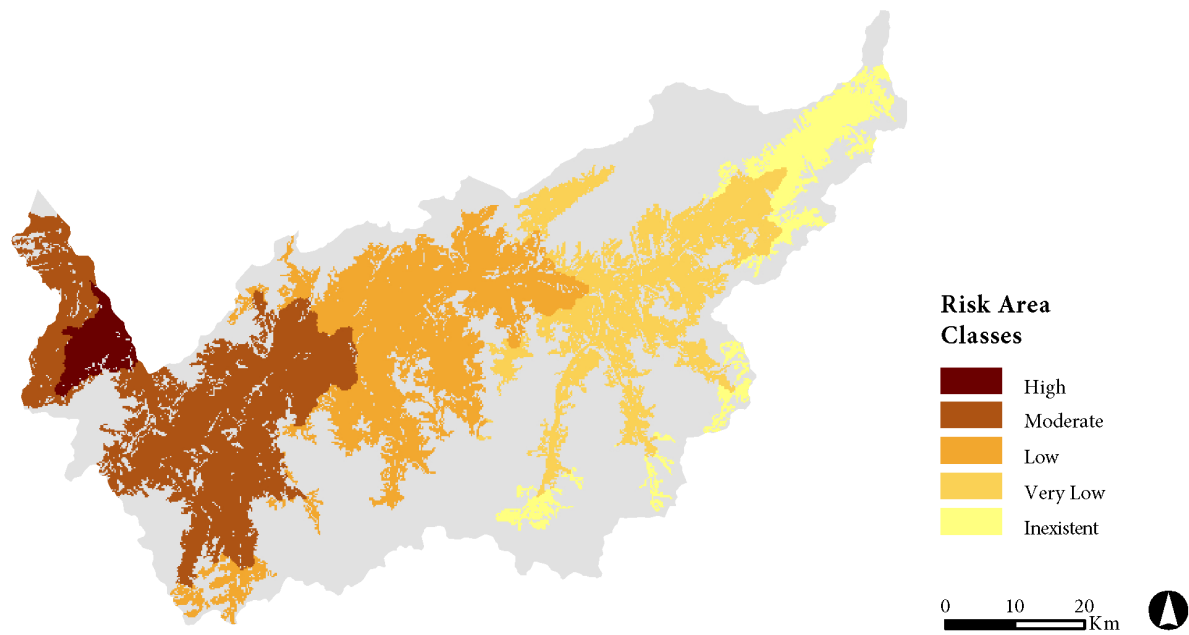 Risk Area
Classes
High
Moderate
Low
Very Low
Inexistent
0 10 20
Km